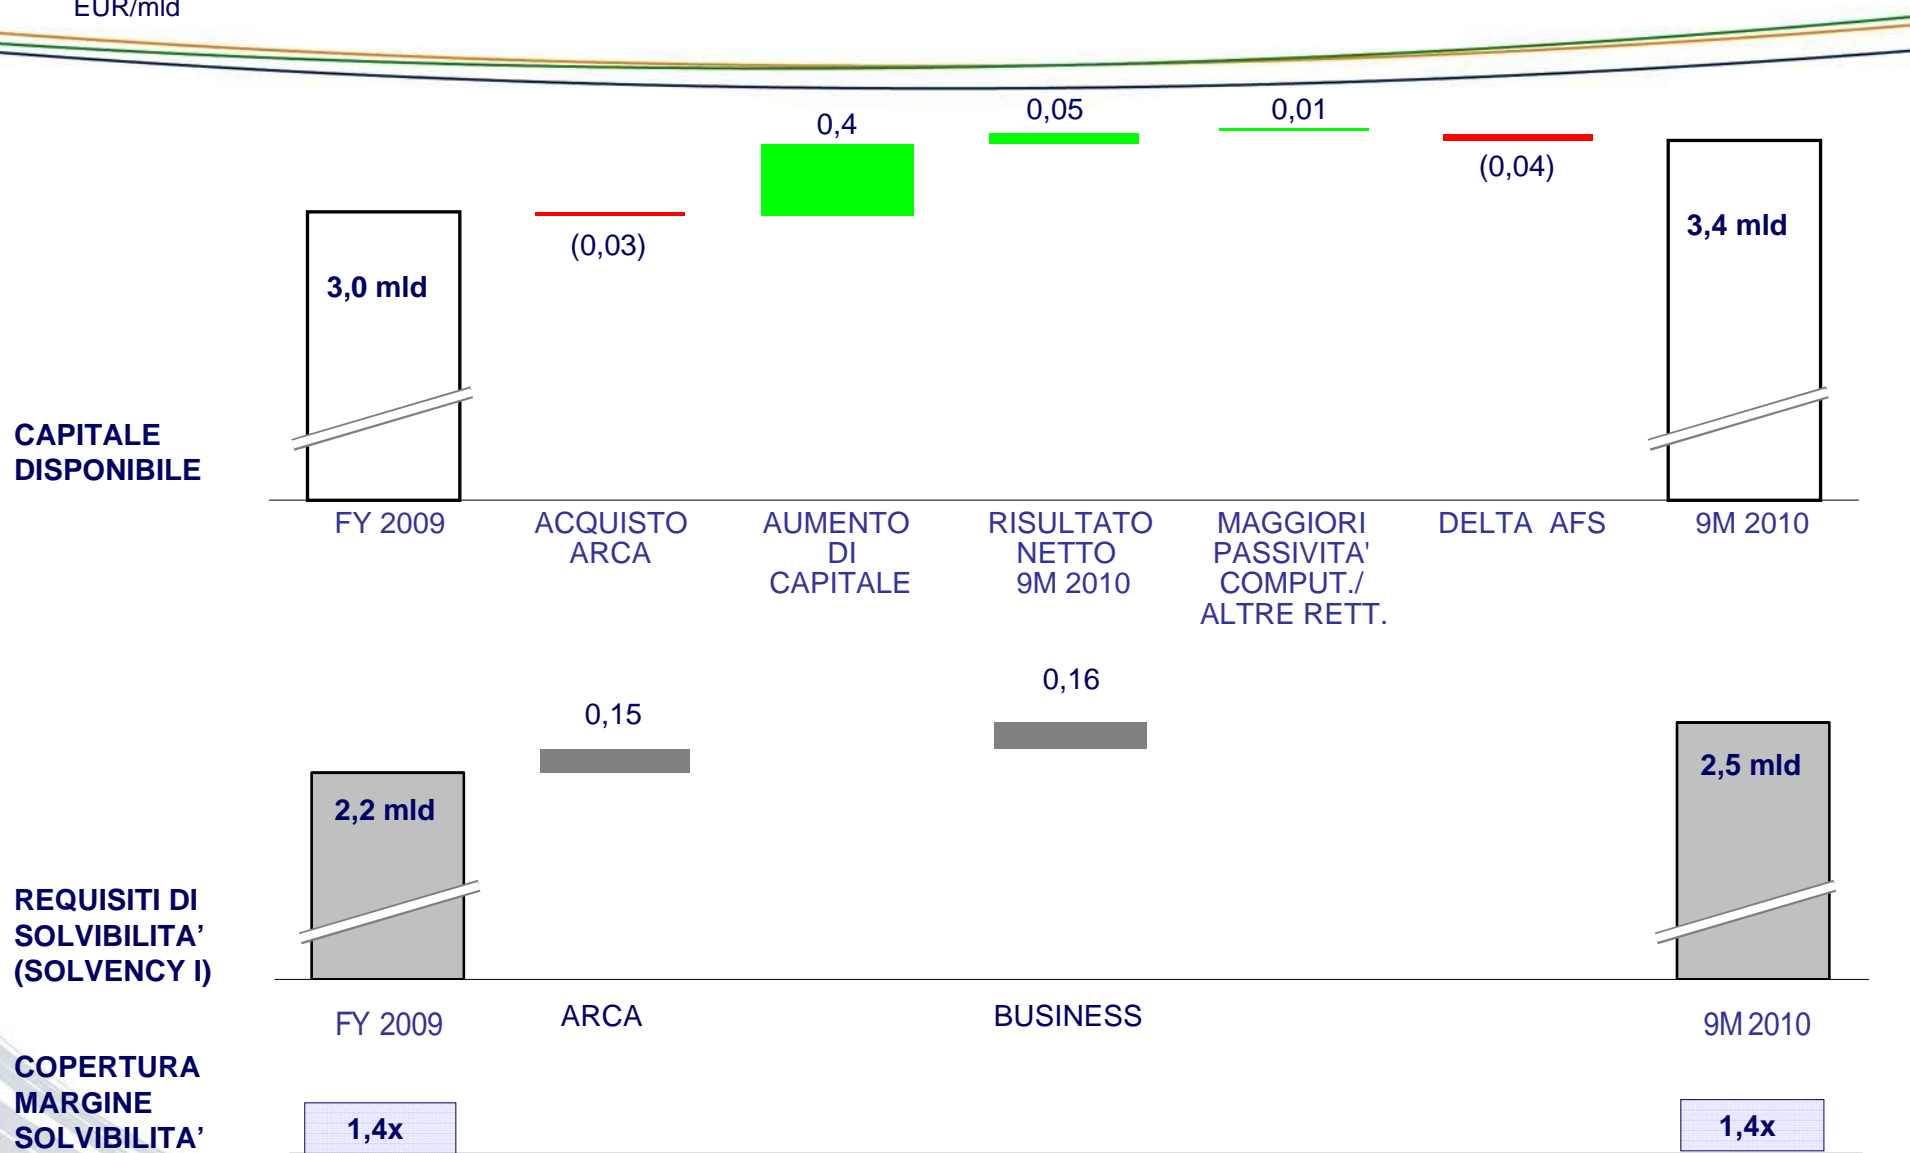 EUR/mld
0,4
0,05
0,01
(0,03)
(0,04)
3,0 mld
3,4 mld
CAPITALE
DISPONIBILE
FY 2009
ACQUISTO
ARCA
AUMENTO
DI
CAPITALE
RISULTATO
NETTO
9M 2010
MAGGIORI
PASSIVITA'
COMPUT./
ALTRE RETT.
DELTA AFS
9M 2010
0,15
0,16
2,2 mld
2,5 mld
REQUISITI DI
SOLVIBILITA’
(SOLVENCY I)
FY 2009
ARCA
BUSINESS
9M 2010
COPERTURA
MARGINE
SOLVIBILITA’
1,4x
1,4x